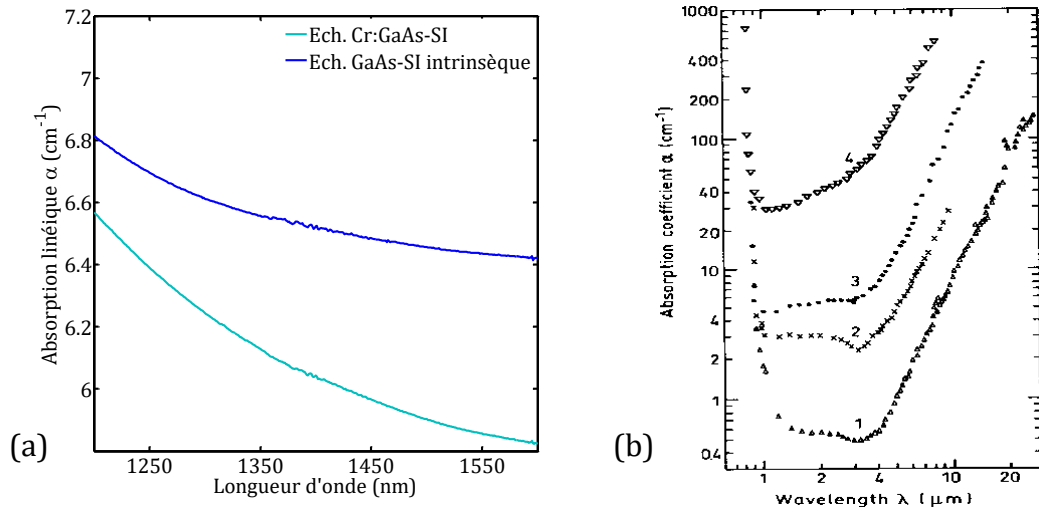 7.2
7
6.8
6.6
6.4
6.2
6
Absorption linéique α (cm⁻¹)
Ech. Cr:GaAs-SI
Ech. GaAs-SI intrinsèque
1250 1350 1450 1550
Longueur d'onde (nm)
(a)
1000
400
200
100
40
20
10
4
2
1
0.4
Absorption coefficient α (cm⁻¹)
4
3
2
1
1 2 4 10 20
Wavelength λ (μm)
(b)